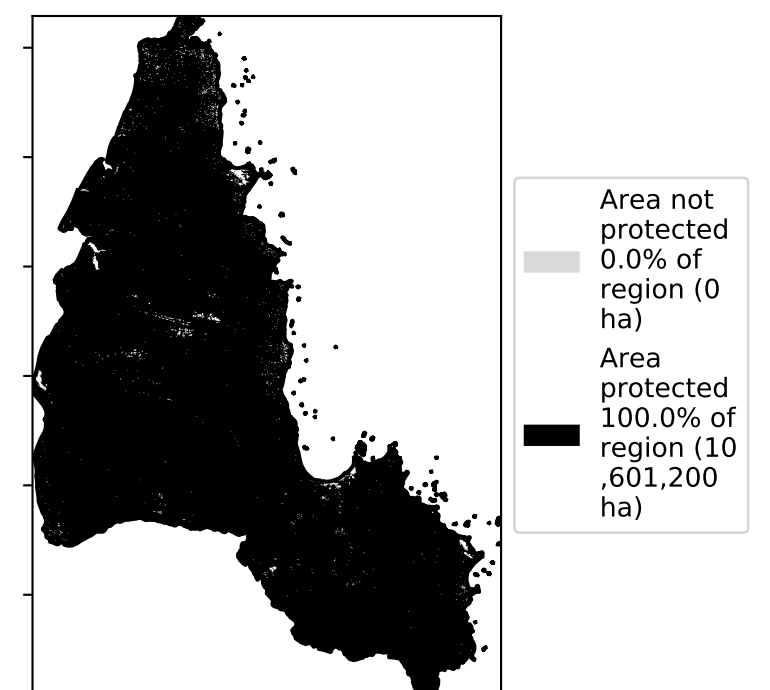 Area not
protected
0.0% of
region (0
ha)
Area
protected
100.0% of
region (10
,601,200
ha)